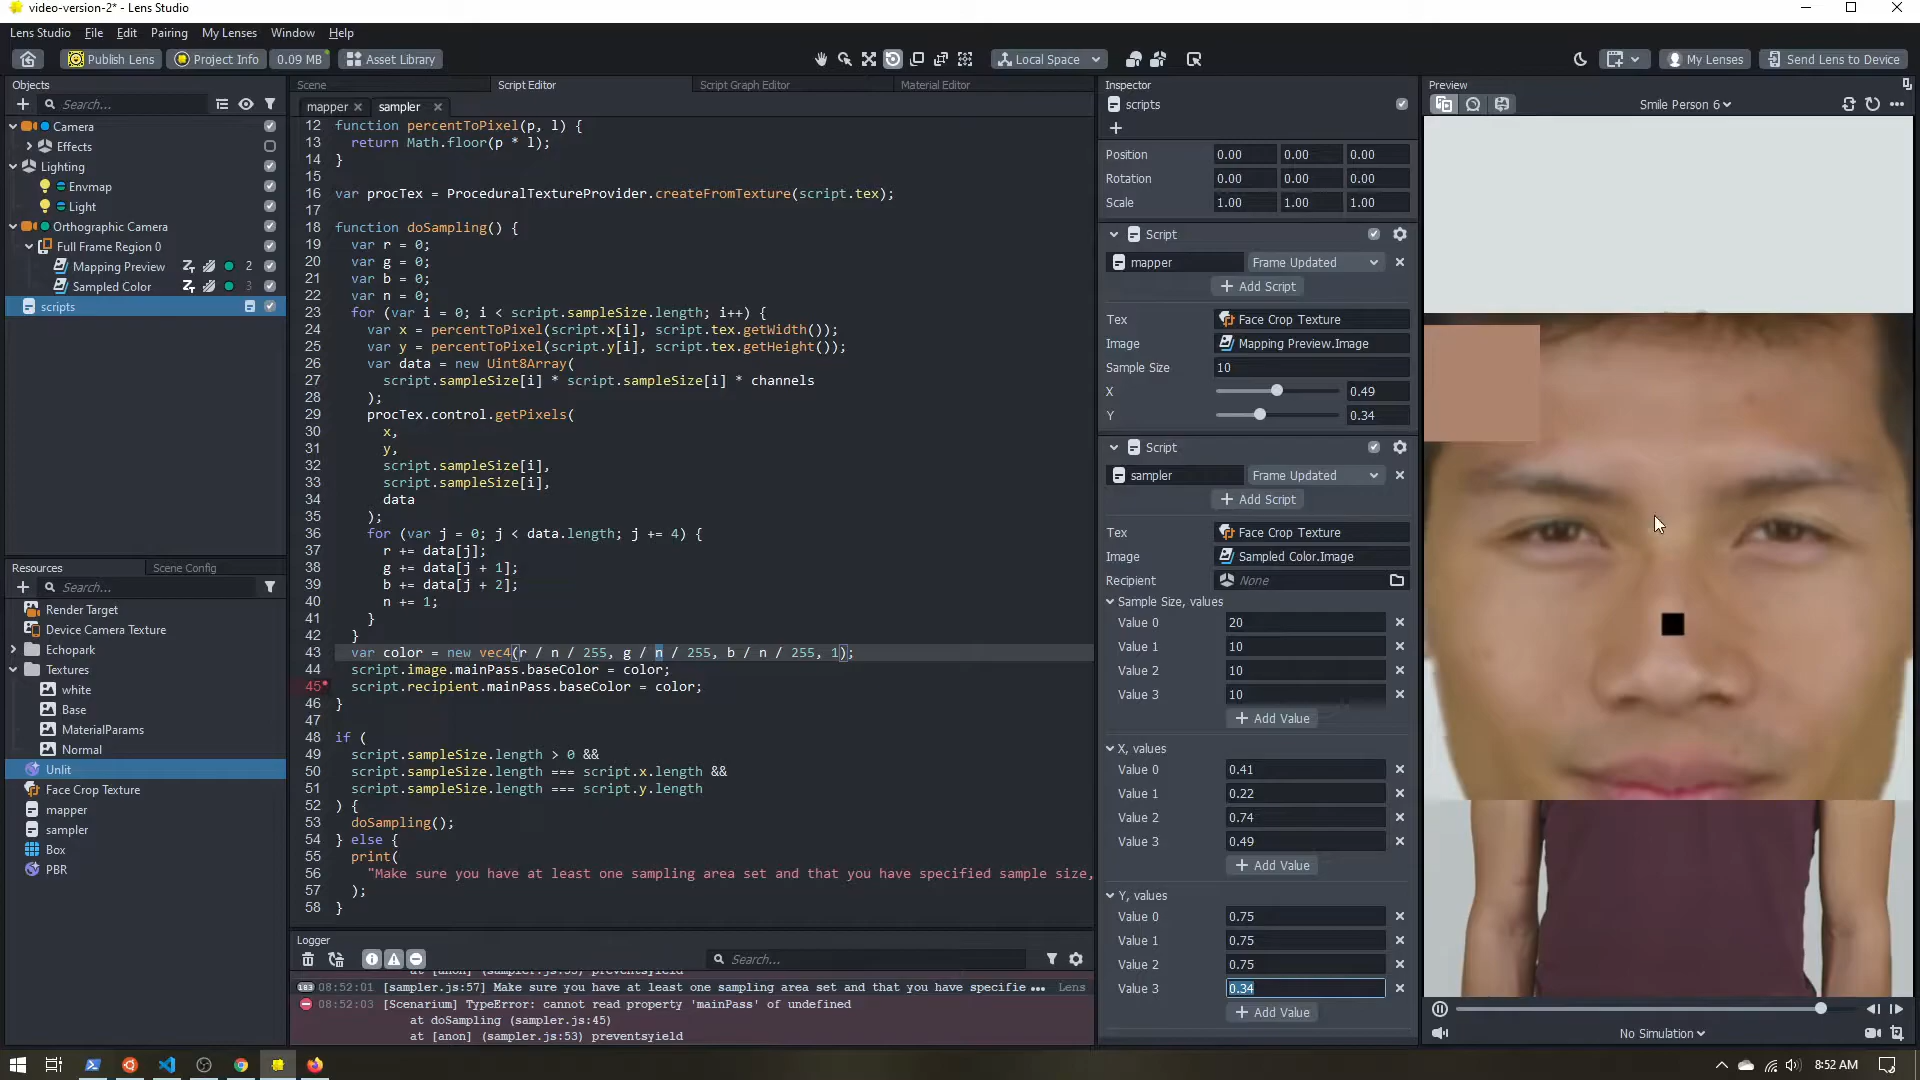 video-version-2* - Lens Studio
Lens Studio File Edit Pairing My Lenses Window Help
Publish Lens Project Info 0.09 MB Asset Library Local Space My Lenses Send Lens to Device
Objects
Search...
Camera
Effects
Lighting
Envmap
Light
Orthographic Camera
Full Frame Region 0
Mapping Preview 2
Sampled Color 3
scripts
Resources Scene Config
Search...
Render Target
Device Camera Texture
Echopark
Textures
white
Base
MaterialParams
Normal
Unlit
Face Crop Texture
mapper
sampler
Box
PBR
Scene Script Editor Script Graph Editor Material Editor
mapper sampler
12 function percentToPixel(p, l) {
13 return Math.floor(p * l);
14 }
15
16 var procTex = ProceduralTextureProvider.createFromTexture(script.tex);
17
18 function doSampling() {
19 var r = 0;
20 var g = 0;
21 var b = 0;
22 var n = 0;
23 for (var i = 0; i < script.sampleSize.length; i++) {
24 var x = percentToPixel(script.x[i], script.tex.getWidth());
25 var y = percentToPixel(script.y[i], script.tex.getHeight());
26 var data = new Uint8Array(
27 script.sampleSize[i] * script.sampleSize[i] * channels
28 );
29 procTex.control.getPixels(
30 x,
31 y,
32 script.sampleSize[i],
33 script.sampleSize[i],
34 data
35 );
36 for (var j = 0; j < data.length; j += 4) {
37 r += data[j];
38 g += data[j + 1];
39 b += data[j + 2];
40 n += 1;
41 }
42 }
43 var color = new vec4(r / n / 255, g / n / 255, b / n / 255, 1);
44 script.image.mainPass.baseColor = color;
45 script.recipient.mainPass.baseColor = color;
46 }
47
48 if (
49 script.sampleSize.length > 0 &&
50 script.sampleSize.length === script.x.length &&
51 script.sampleSize.length === script.y.length
52 ) {
53 doSampling();
54 } else {
55 print(
56 "Make sure you have at least one sampling area set and that you have specified sample size,
57 );
58 }
Logger
Search...
at [anon] (sampler.js:53) preventsyield
183 08:52:01 [sampler.js:57] Make sure you have at least one sampling area set and that you have specifie ••• Lens
08:52:03 [Scenarium] TypeError: cannot read property 'mainPass' of undefined
at doSampling (sampler.js:45)
at [anon] (sampler.js:53) preventsyield
Inspector
scripts
Position 0.00 0.00 0.00
Rotation 0.00 0.00 0.00
Scale 1.00 1.00 1.00
Script
mapper Frame Updated
+ Add Script
Tex Face Crop Texture
Image Mapping Preview.Image
Sample Size 10
X 0.49
Y 0.34
Script
sampler Frame Updated
+ Add Script
Tex Face Crop Texture
Image Sampled Color.Image
Recipient None
Sample Size, values
Value 0 20
Value 1 10
Value 2 10
Value 3 10
+ Add Value
X, values
Value 0 0.41
Value 1 0.22
Value 2 0.74
Value 3 0.49
+ Add Value
Y, values
Value 0 0.75
Value 1 0.75
Value 2 0.75
Value 3 0.34
+ Add Value
Preview
Smile Person 6
No Simulation
8:52 AM